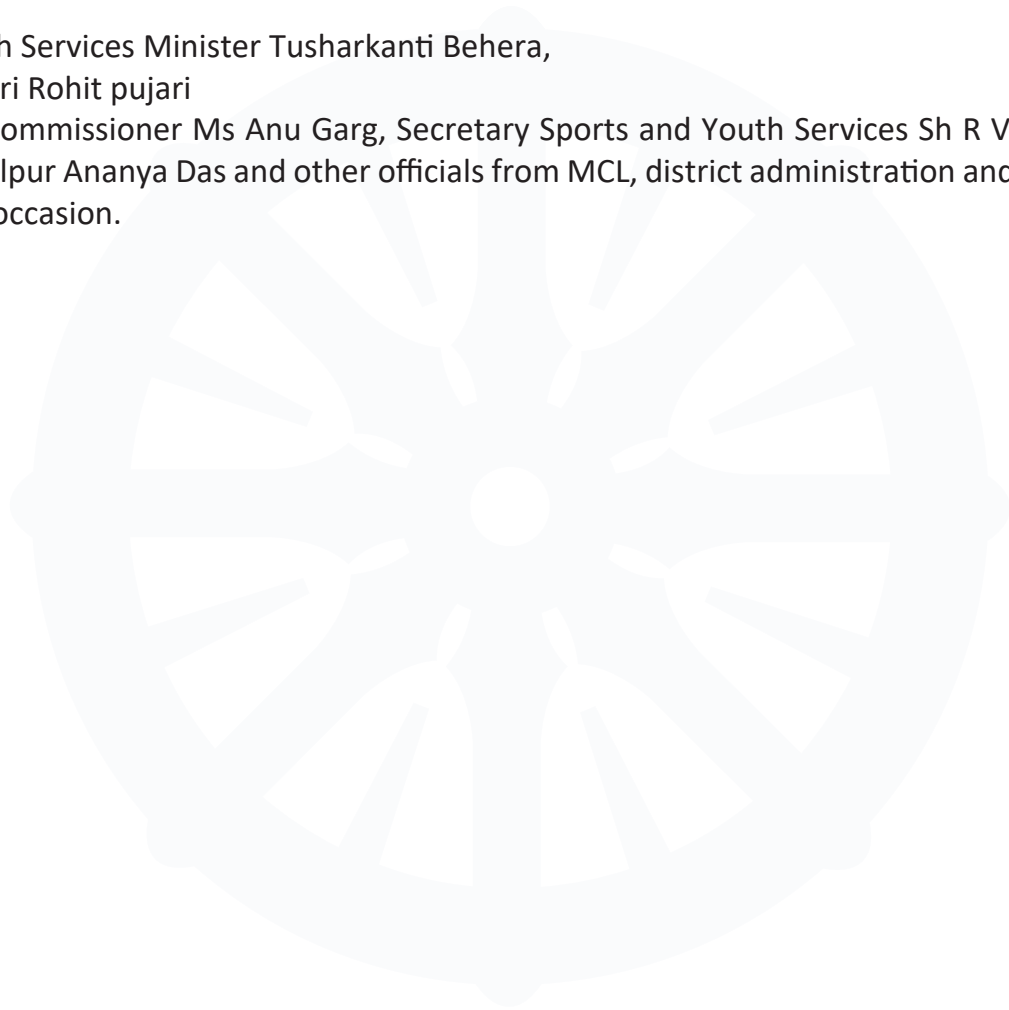 h Services Minister Tusharkanti Behera,
ri Rohit pujari
ommissioner Ms Anu Garg, Secretary Sports and Youth Services Sh R V
lpur Ananya Das and other officials from MCL, district administration and
occasion.